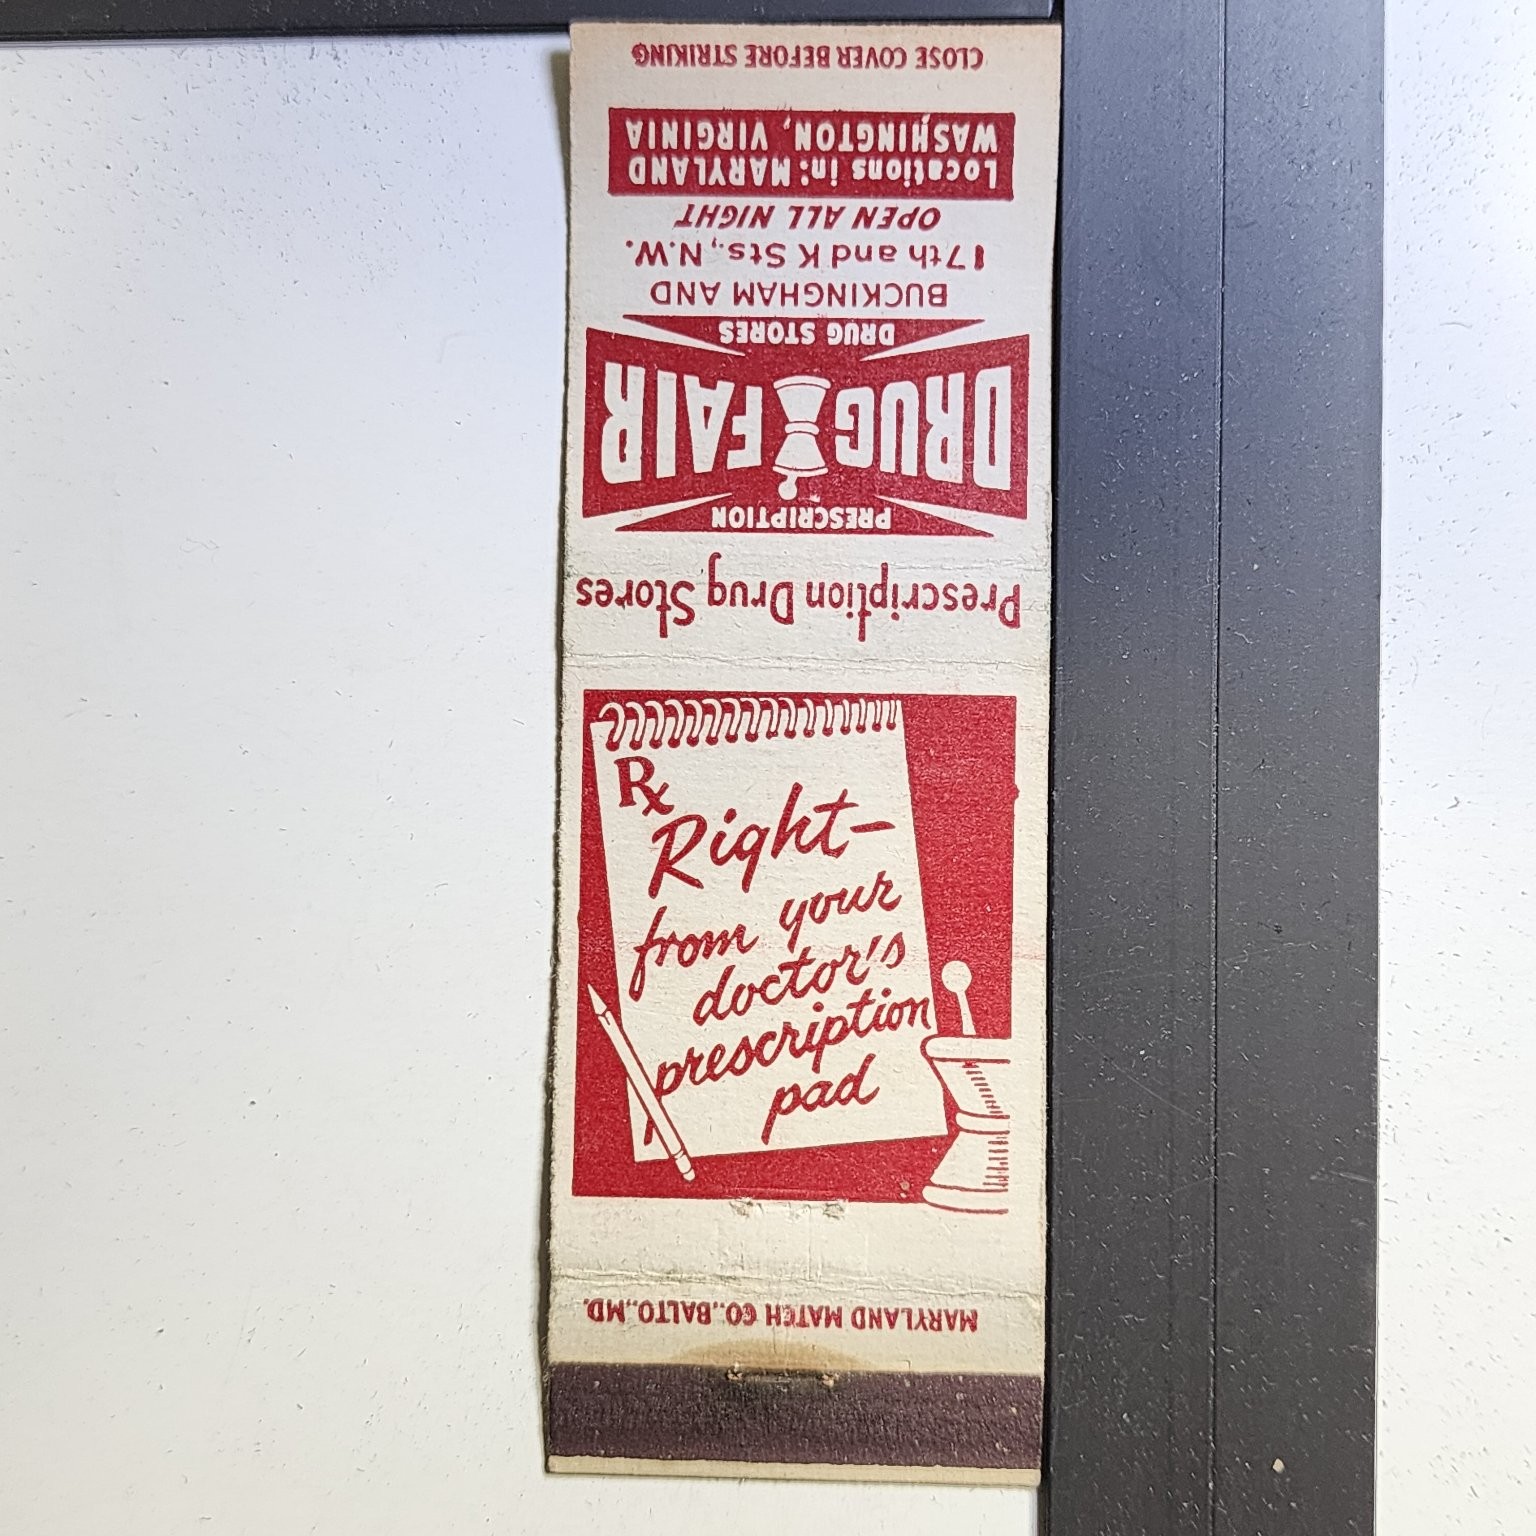 CLOSE COVER BEFORE STRIKING
Locations in: MARYLAND
WASHINGTON, VIRGINIA
OPEN ALL NIGHT
17th and K Sts., N.W.
BUCKINGHAM AND
DRUG STORES
DRUG FAIR
PRESCRIPTION
Prescription Drug Stores
Rx
Right—
from your
doctor's
prescription
pad
MARYLAND MATCH CO., BALTO., MD.